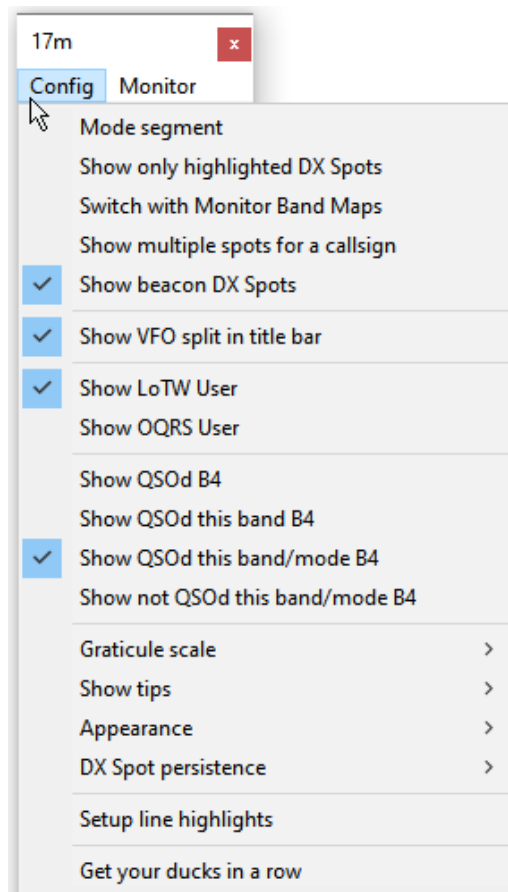 17m
x
Config Monitor
Mode segment
Show only highlighted DX Spots
Switch with Monitor Band Maps
Show multiple spots for a callsign
Show beacon DX Spots
Show VFO split in title bar
Show LoTW User
Show OQRS User
Show QSOd B4
Show QSOd this band B4
Show QSOd this band/mode B4
Show not QSOd this band/mode B4
Graticule scale
Show tips
Appearance
DX Spot persistence
Setup line highlights
Get your ducks in a row